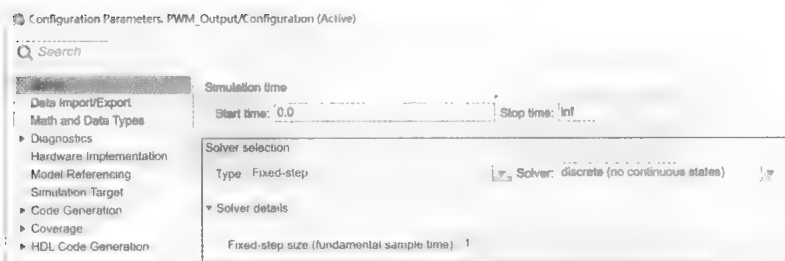 Configuration Parameters. PWM_Output/Configuration (Active)
Search
Simulation time
Data Import/Export
Start time: 0.0 Stop time: inf
Math and Data Types
Diagnostics
Solver selection
Hardware Implementation
Model Referencing
Type Fixed-step Solver: discrete (no continuous states)
Simulation Target
Code Generation
Solver details
Coverage
HDL Code Generation
Fixed-step size (fundamental sample time) 1